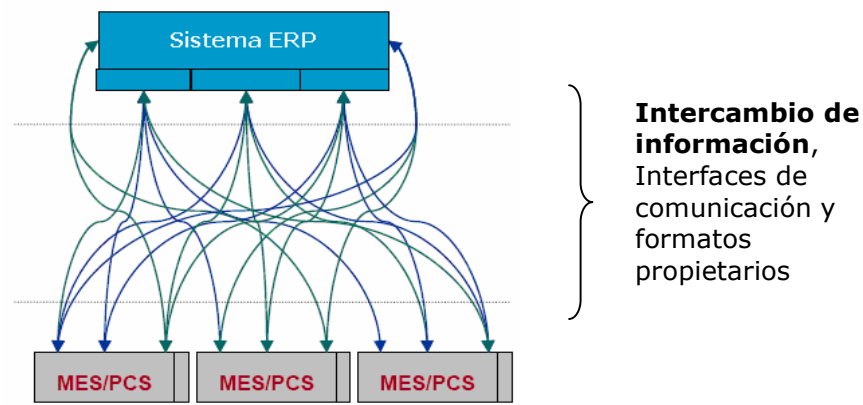 Sistema ERP
Intercambio de
información,
Interfaces de
comunicación y
formatos
propietarios
MES/PCS
MES/PCS
MES/PCS